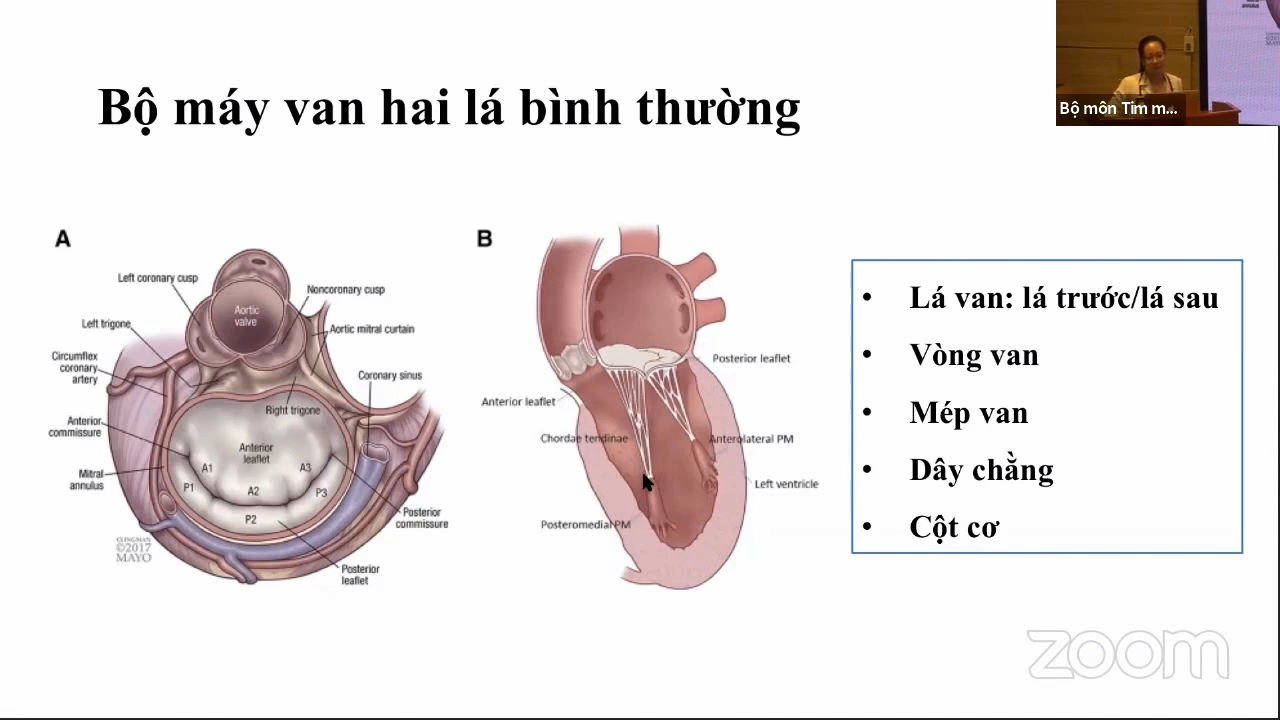 Bộ môn Tim m...
Bộ máy van hai lá bình thường
A
Left coronary cusp
Noncoronary cusp
Aortic
valve
Left trigone
Aortic mitral curtain
Circumflex
coronary
artery
Coronary sinus
Right trigone
Anterior
commissure
Anterior
leaflet
A1
A3
Mitral
annulus
P1
A2
P3
P2
Posterior
commissure
CLINGMAN
©2017
MAYO
Posterior
leaflet
B
Posterior leaflet
Anterior leaflet
Chordae tendinae
Anterolateral PM
Left ventricle
Posteromedial PM
• Lá van: lá trước/lá sau
• Vòng van
• Mép van
• Dây chằng
• Cột cơ
zoom